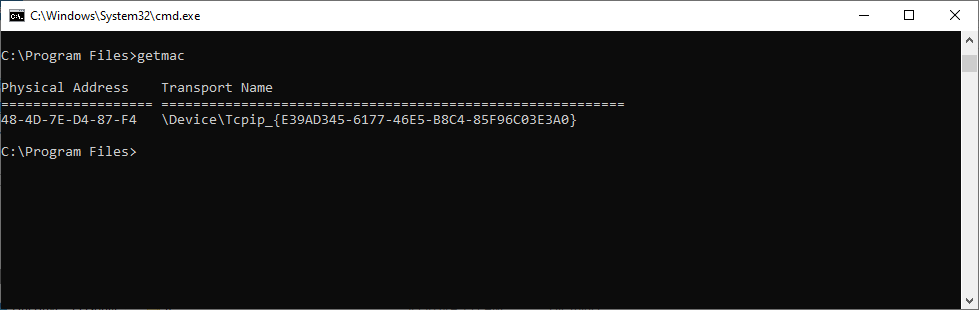 C:\Windows\System32\cmd.exe
C:\Program Files>getmac
Physical Address    Transport Name
=================== ==========================================================
48-4D-7E-D4-87-F4   \Device\Tcpip_{E39AD345-6177-46E5-B8C4-85F96C03E3A0}
C:\Program Files>